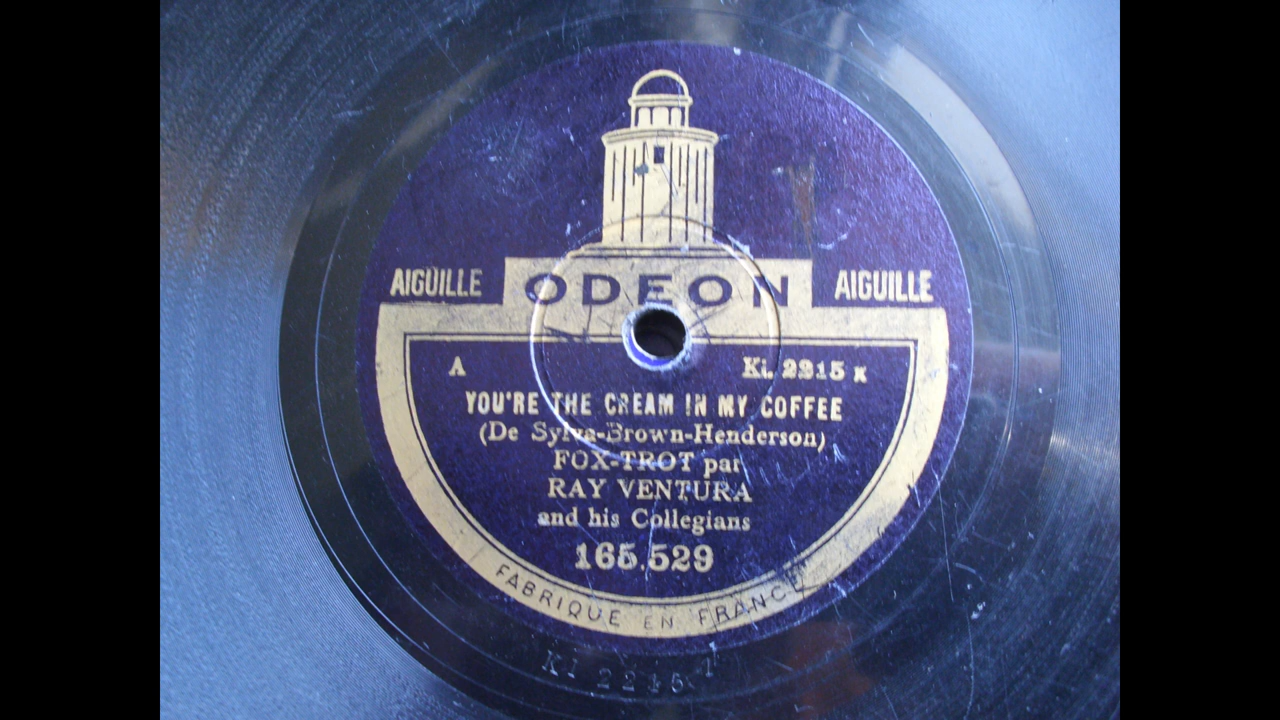 ODEON
AIGUILLE AIGUILLE
A Ki. 2215 K
YOU'RE THE CREAM IN MY COFFEE
(De Sylva-Brown-Henderson)
FOX-TROT par
RAY VENTURA
and his Collegians
165.529
FABRIQUE EN FRANCE